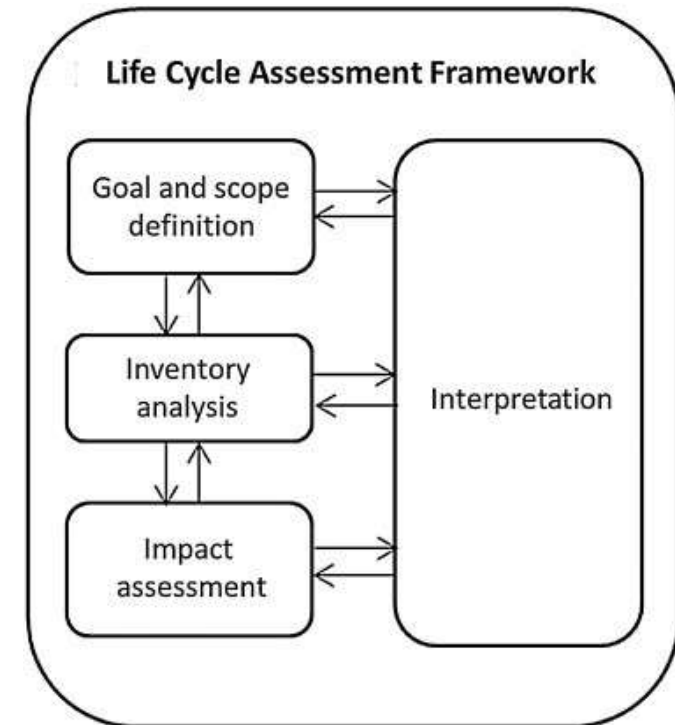 Life Cycle Assessment Framework
Goal and scope
definition
Inventory
analysis
Impact
assessment
Interpretation